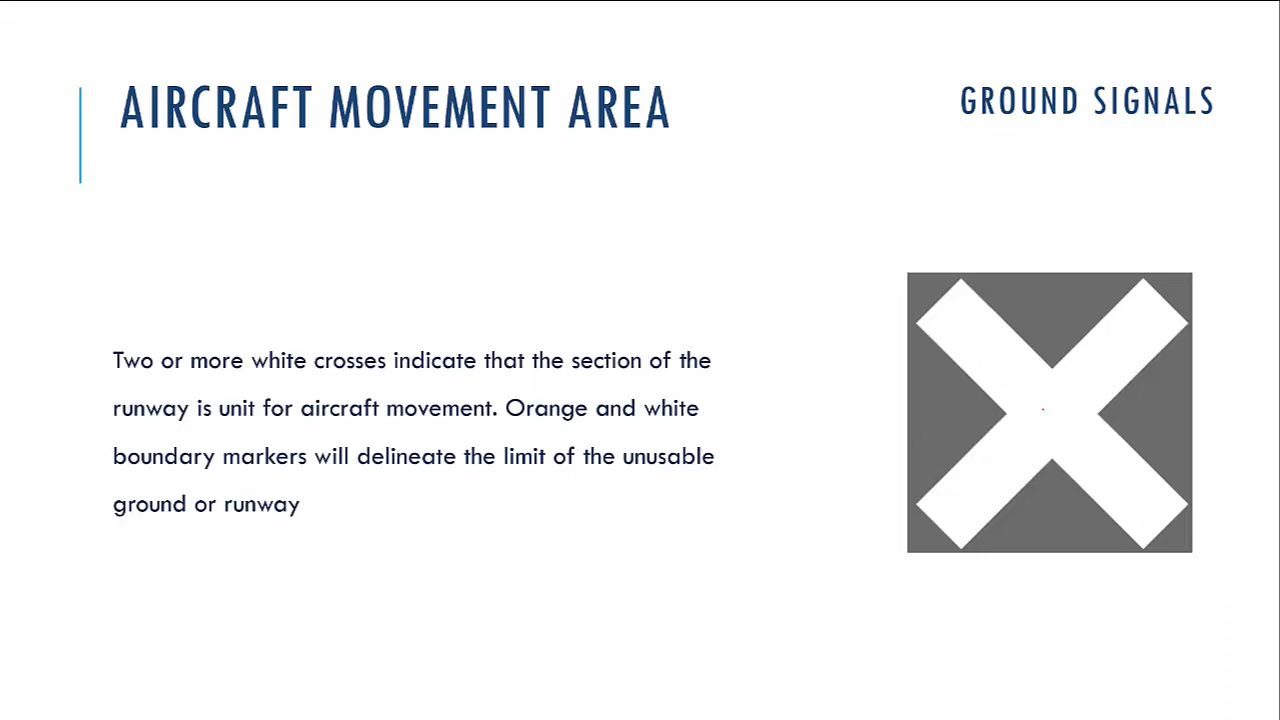 AIRCRAFT MOVEMENT AREA
GROUND SIGNALS
Two or more white crosses indicate that the section of the
runway is unit for aircraft movement. Orange and white
boundary markers will delineate the limit of the unusable
ground or runway